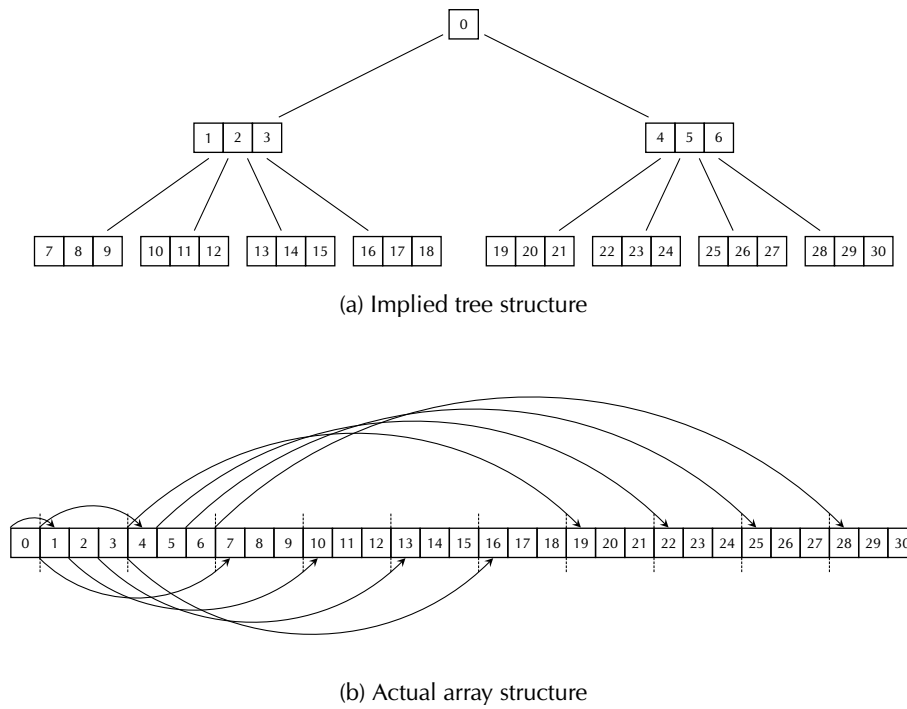 0
1 2 3 4 5 6
7 8 9 10 11 12 13 14 15 16 17 18 19 20 21 22 23 24 25 26 27 28 29 30
(a) Implied tree structure
0 1 2 3 4 5 6 7 8 9 10 11 12 13 14 15 16 17 18 19 20 21 22 23 24 25 26 27 28 29 30
(b) Actual array structure